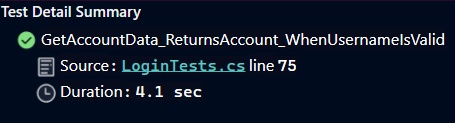 Test Detail Summary
GetAccountData_ReturnsAccount_WhenUsernameIsValid
Source: LoginTests.cs line 75
Duration: 4.1 sec